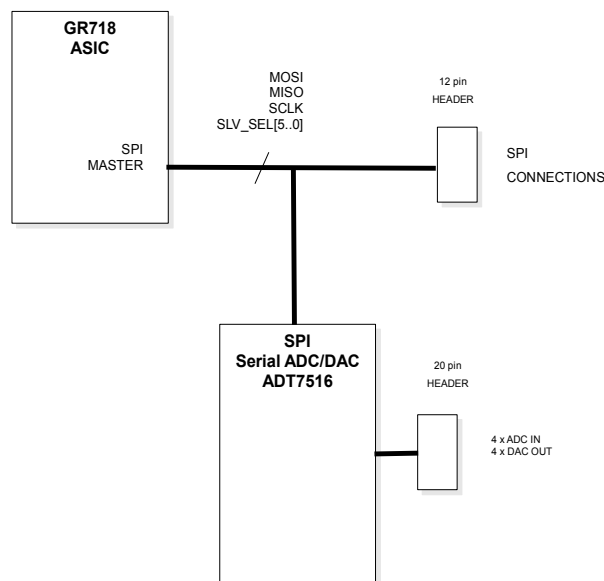 GR718
ASIC
MOSI
MISO
SCLK
SLV_SEL[5..0]
12 pin
HEADER
SPI
MASTER
SPI
CONNECTIONS
SPI
Serial ADC/DAC
ADT7516
20 pin
HEADER
4 x ADC IN
4 x DAC OUT